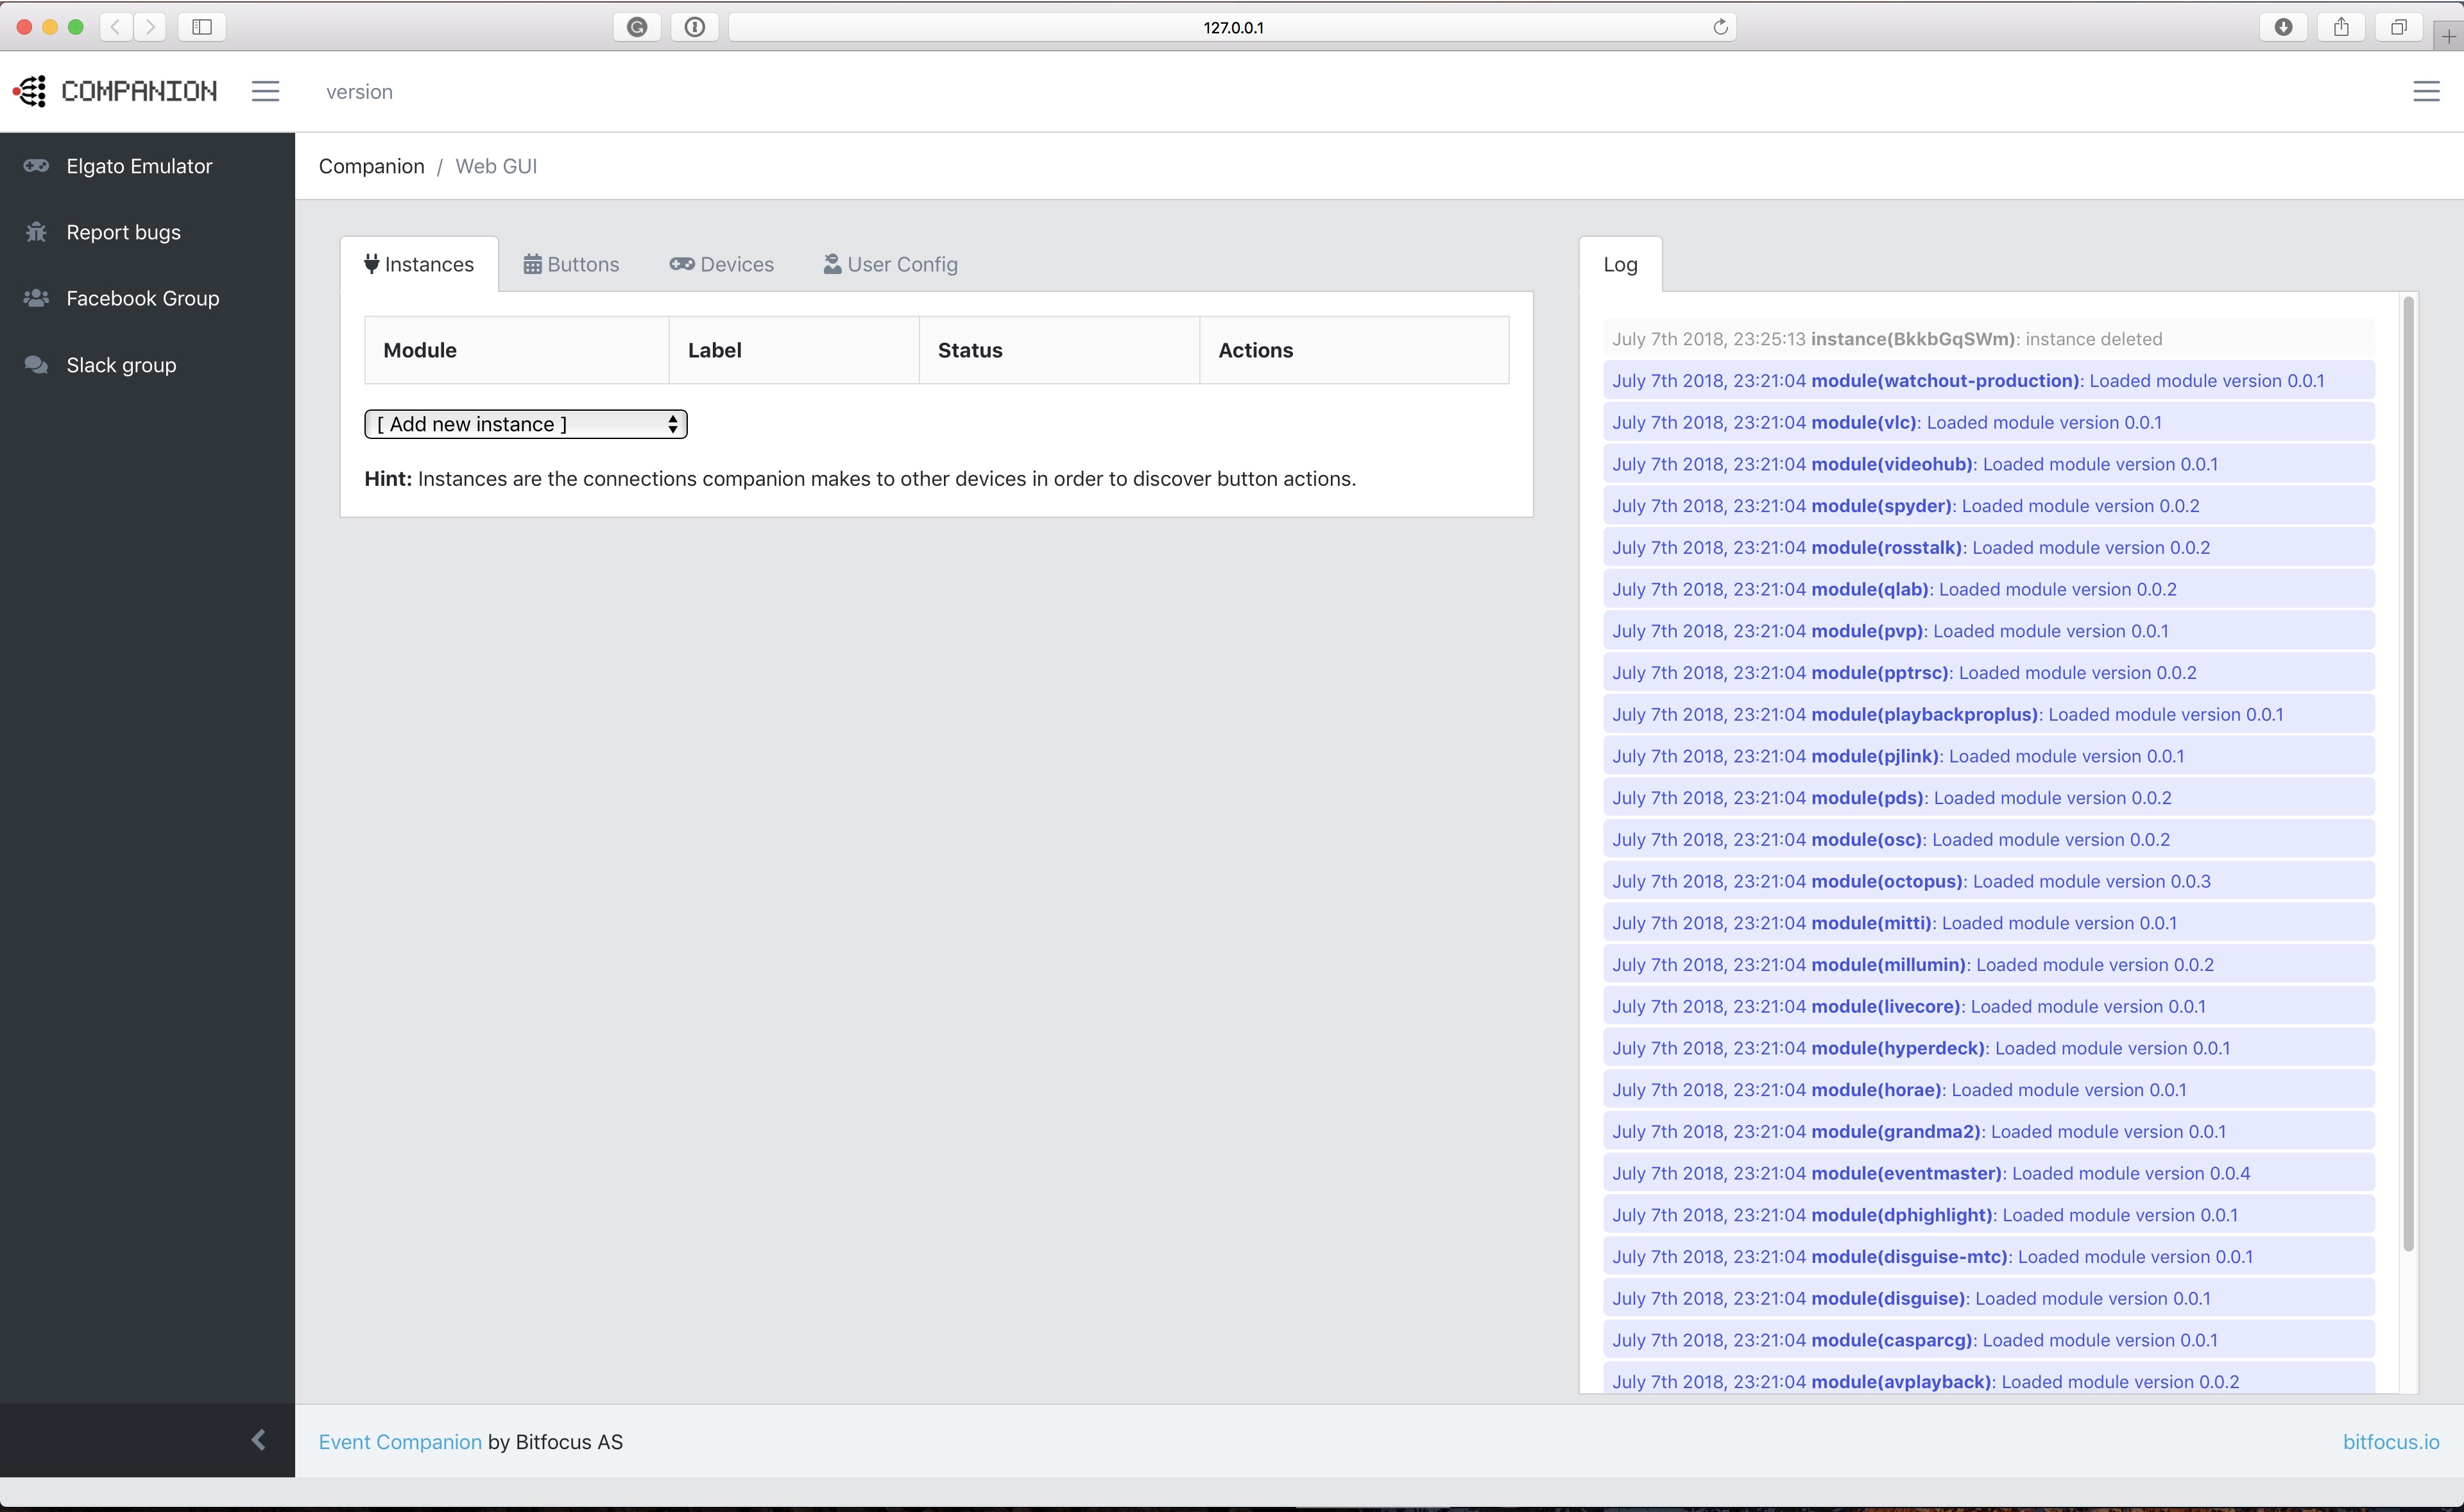 127.0.0.1
COMPANION
version
Elgato Emulator
Report bugs
Facebook Group
Slack group
Companion / Web GUI
Instances Buttons Devices User Config
Module Label Status Actions
[ Add new instance ]
Hint: Instances are the connections companion makes to other devices in order to discover button actions.
Log
July 7th 2018, 23:25:13 instance(BkkbGqSWm): instance deleted
July 7th 2018, 23:21:04 module(watchout-production): Loaded module version 0.0.1
July 7th 2018, 23:21:04 module(vlc): Loaded module version 0.0.1
July 7th 2018, 23:21:04 module(videohub): Loaded module version 0.0.1
July 7th 2018, 23:21:04 module(spyder): Loaded module version 0.0.2
July 7th 2018, 23:21:04 module(rosstalk): Loaded module version 0.0.2
July 7th 2018, 23:21:04 module(qlab): Loaded module version 0.0.2
July 7th 2018, 23:21:04 module(pvp): Loaded module version 0.0.1
July 7th 2018, 23:21:04 module(pptrsc): Loaded module version 0.0.2
July 7th 2018, 23:21:04 module(playbackproplus): Loaded module version 0.0.1
July 7th 2018, 23:21:04 module(pjlink): Loaded module version 0.0.1
July 7th 2018, 23:21:04 module(pds): Loaded module version 0.0.2
July 7th 2018, 23:21:04 module(osc): Loaded module version 0.0.2
July 7th 2018, 23:21:04 module(octopus): Loaded module version 0.0.3
July 7th 2018, 23:21:04 module(mitti): Loaded module version 0.0.1
July 7th 2018, 23:21:04 module(millumin): Loaded module version 0.0.2
July 7th 2018, 23:21:04 module(livecore): Loaded module version 0.0.1
July 7th 2018, 23:21:04 module(hyperdeck): Loaded module version 0.0.1
July 7th 2018, 23:21:04 module(horae): Loaded module version 0.0.1
July 7th 2018, 23:21:04 module(grandma2): Loaded module version 0.0.1
July 7th 2018, 23:21:04 module(eventmaster): Loaded module version 0.0.4
July 7th 2018, 23:21:04 module(dphighlight): Loaded module version 0.0.1
July 7th 2018, 23:21:04 module(disguise-mtc): Loaded module version 0.0.1
July 7th 2018, 23:21:04 module(disguise): Loaded module version 0.0.1
July 7th 2018, 23:21:04 module(casparcg): Loaded module version 0.0.1
July 7th 2018, 23:21:04 module(avplayback): Loaded module version 0.0.2
Event Companion by Bitfocus AS
bitfocus.io